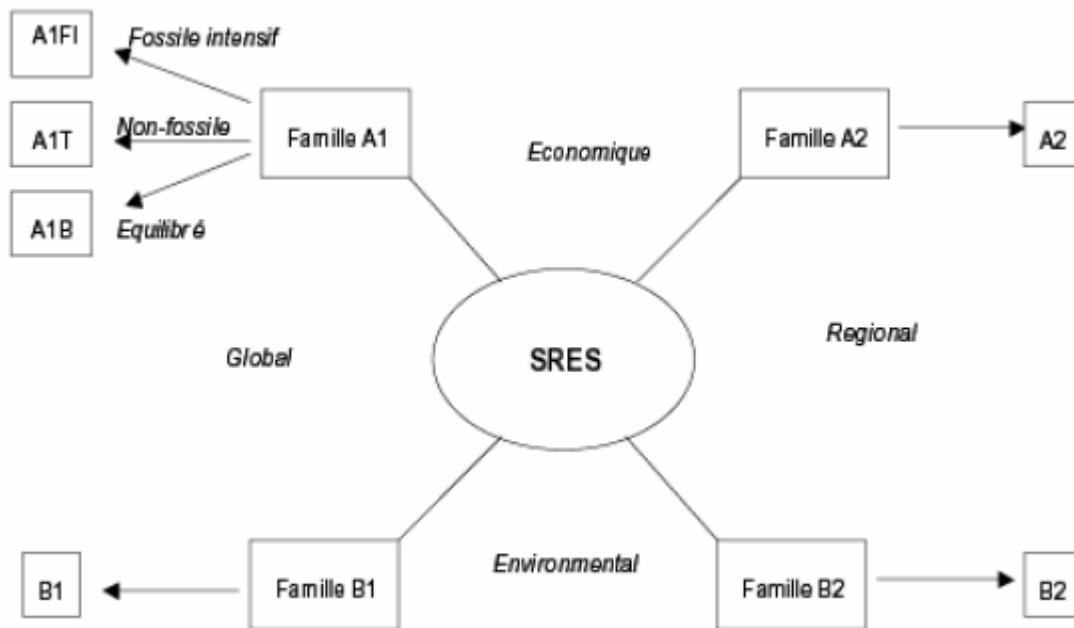 A1FI
Fossile intensif
A1T
Non-fossile
Famille A1
Economique
Famille A2
A2
A1B
Equilibré
Global
SRES
Regional
B1
Famille B1
Environmental
Famille B2
B2